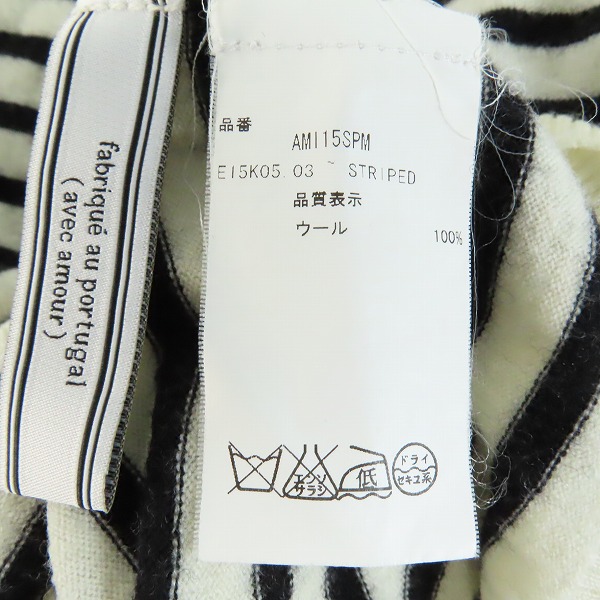 fabriqué au portugal
( avec amour )
品番
AMI15SPM
E15K05.03 ~ STRIPED
品質表示
ウール 100%
エンソ
サラシ
低
ドライ
セキユ系